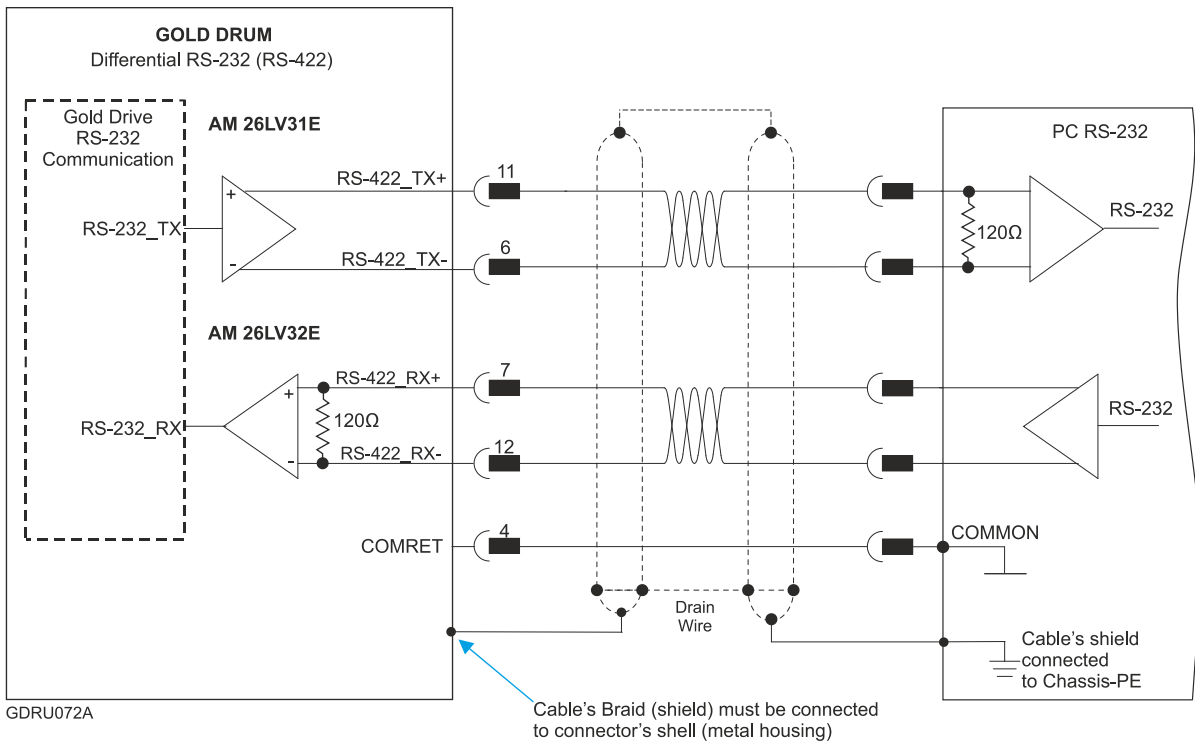 GOLD DRUM
Differential RS-232 (RS-422)
Gold Drive
RS-232
Communication
AM 26LV31E
RS-232_TX
+
-
RS-422_TX+
11
RS-422_TX-
6
AM 26LV32E
RS-232_RX
+
-
120Ω
RS-422_RX+
7
RS-422_RX-
12
COMRET
4
Drain
Wire
PC RS-232
120Ω
RS-232
RS-232
COMMON
Cable's shield
connected
to Chassis-PE
Cable's Braid (shield) must be connected
to connector's shell (metal housing)
GDRU072A